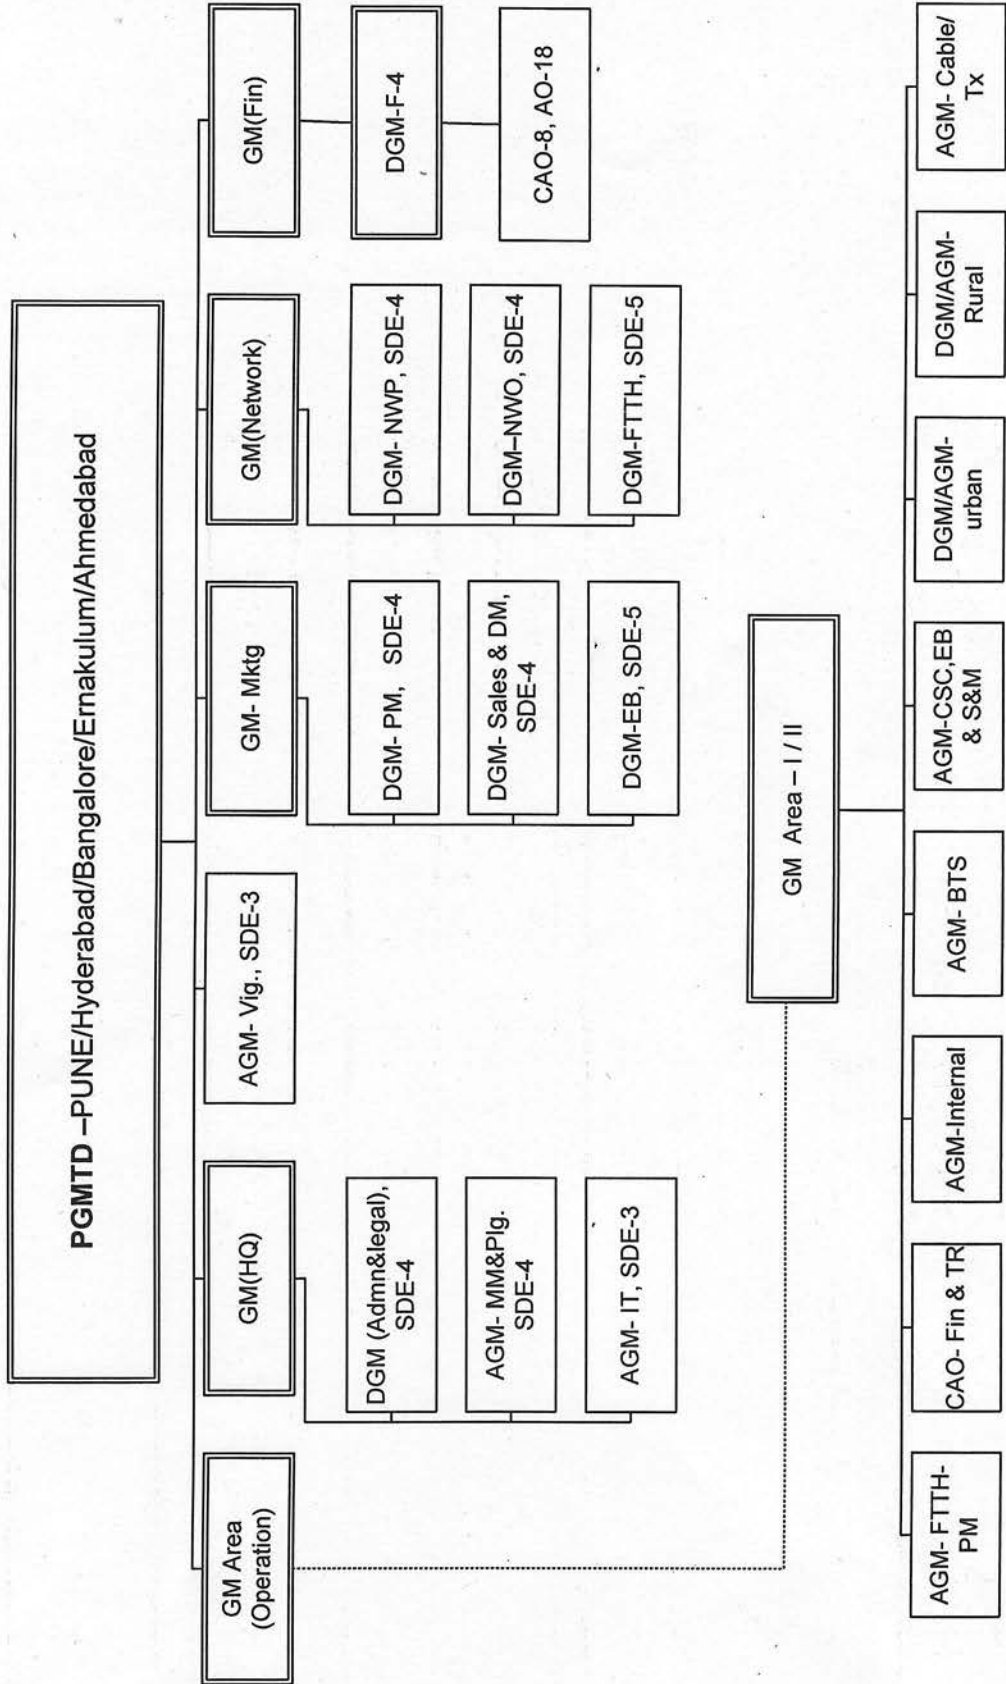 PGMTD –PUNE/Hyderabad/Bangalore/Ernakulum/Ahmedabad
GM Area
(Operation)
GM(HQ)
AGM- Vig., SDE-3
GM- Mktg
GM(Network)
GM(Fin)
DGM (Admn&legal),
SDE-4
AGM- MM&Plg.
SDE-4
AGM- IT, SDE-3
DGM- PM, SDE-4
DGM- Sales & DM,
SDE-4
DGM-EB, SDE-5
DGM- NWP, SDE-4
DGM–NWO, SDE-4
DGM-FTTH, SDE-5
DGM-F-4
CAO-8, AO-18
GM Area – I / II
AGM- FTTH-
PM
CAO- Fin & TR
AGM-Internal
AGM- BTS
AGM-CSC,EB
& S&M
DGM/AGM-
urban
DGM/AGM-
Rural
AGM- Cable/
Tx